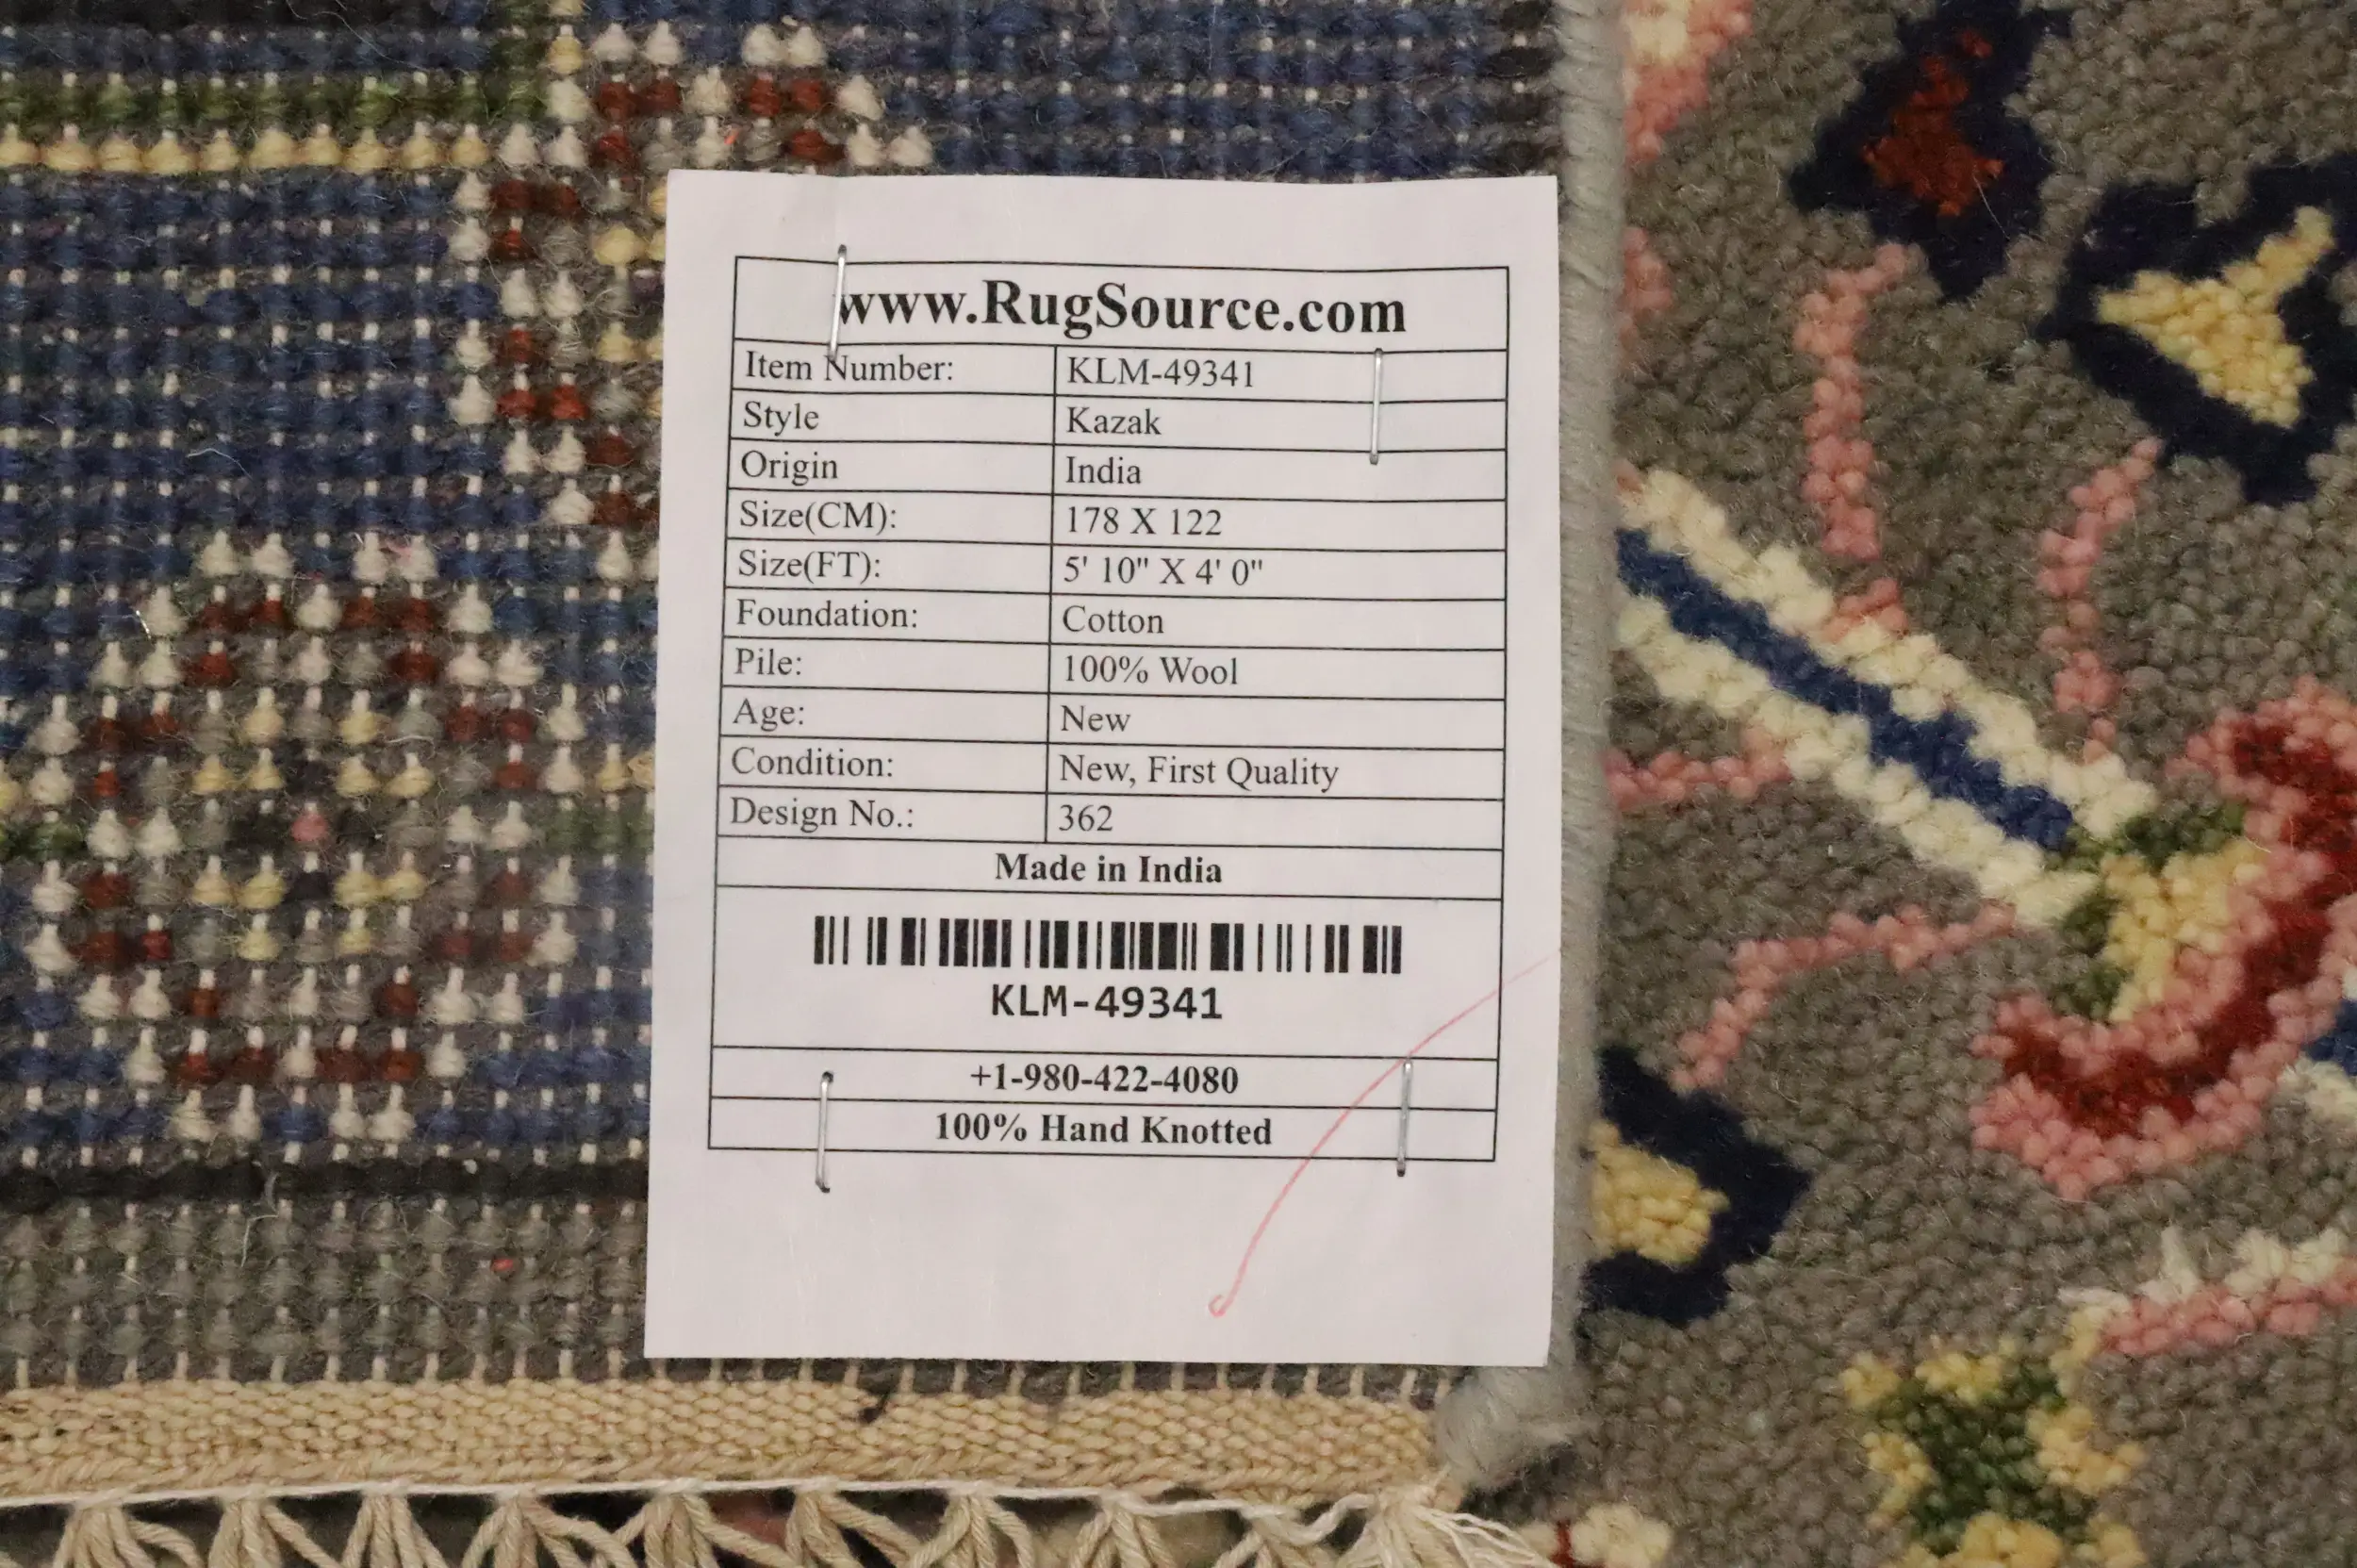 www.RugSource.com
Item Number: KLM-49341
Style Kazak
Origin India
Size(CM): 178 X 122
Size(FT): 5' 10" X 4' 0"
Foundation: Cotton
Pile: 100% Wool
Age: New
Condition: New, First Quality
Design No.: 362
Made in India
KLM-49341
+1-980-422-4080
100% Hand Knotted